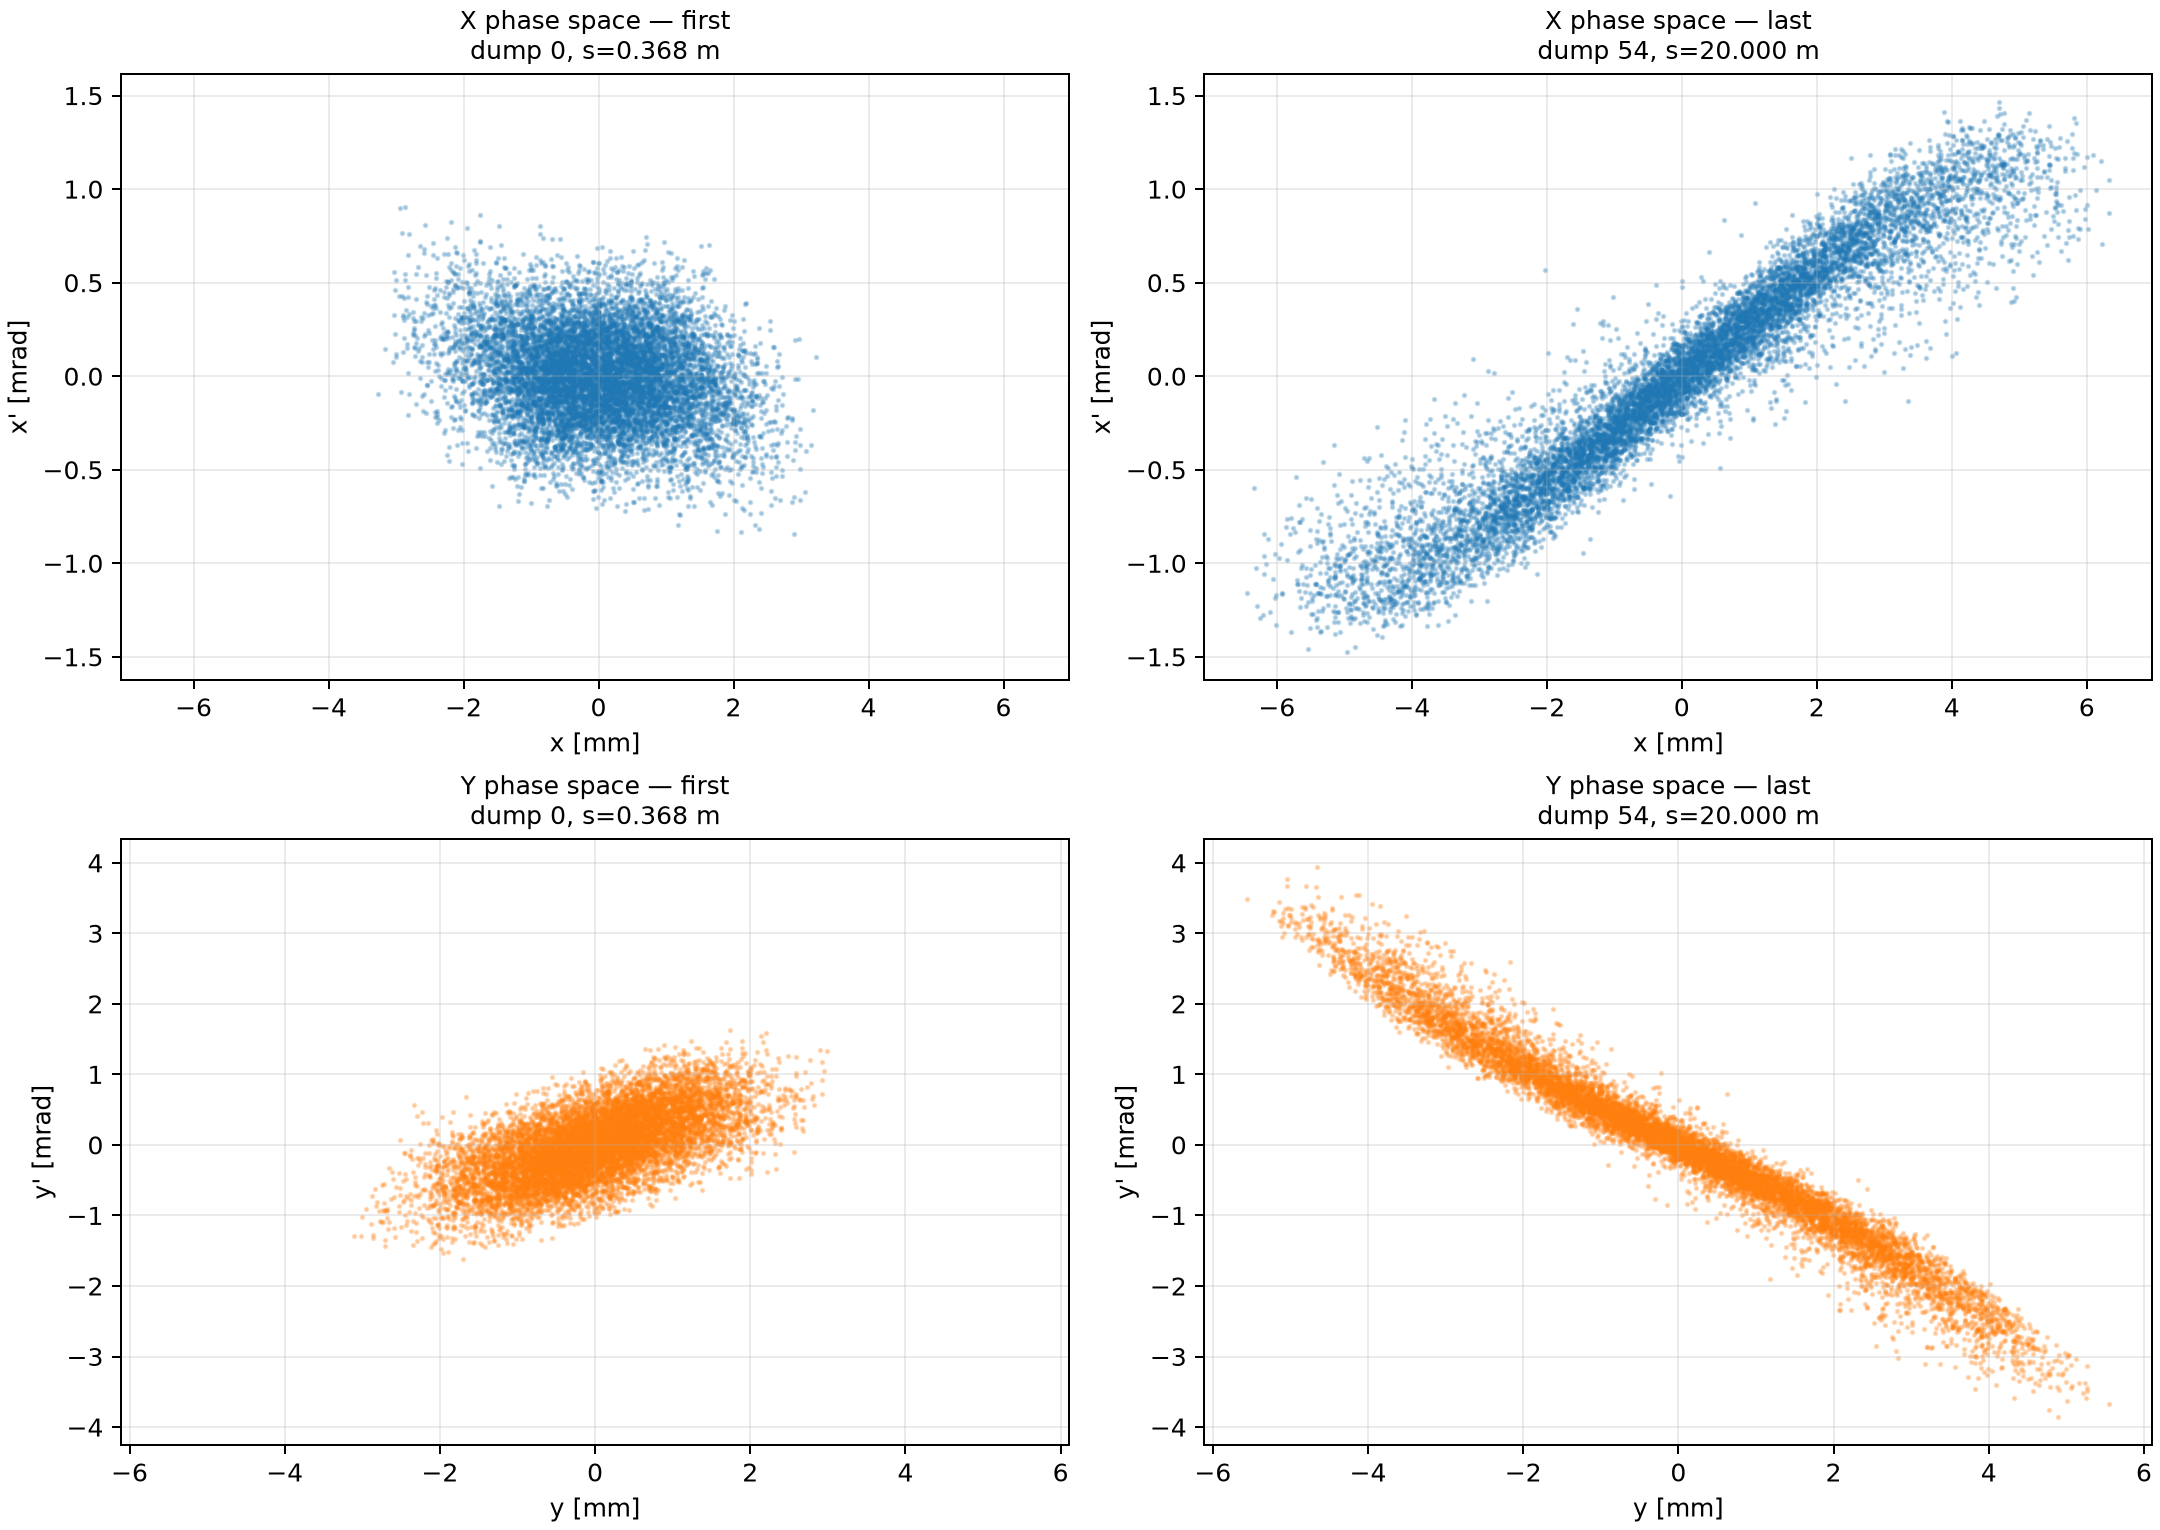 X phase space — first
dump 0, s=0.368 m
1.5
1.0
0.5
0.0
−0.5
−1.0
−1.5
x' [mrad]
−6 −4 −2 0 2 4 6
x [mm]
X phase space — last
dump 54, s=20.000 m
1.5
1.0
0.5
0.0
−0.5
−1.0
−1.5
x' [mrad]
−6 −4 −2 0 2 4 6
x [mm]
Y phase space — first
dump 0, s=0.368 m
4
3
2
1
0
−1
−2
−3
−4
y' [mrad]
−6 −4 −2 0 2 4 6
y [mm]
Y phase space — last
dump 54, s=20.000 m
4
3
2
1
0
−1
−2
−3
−4
y' [mrad]
−6 −4 −2 0 2 4 6
y [mm]